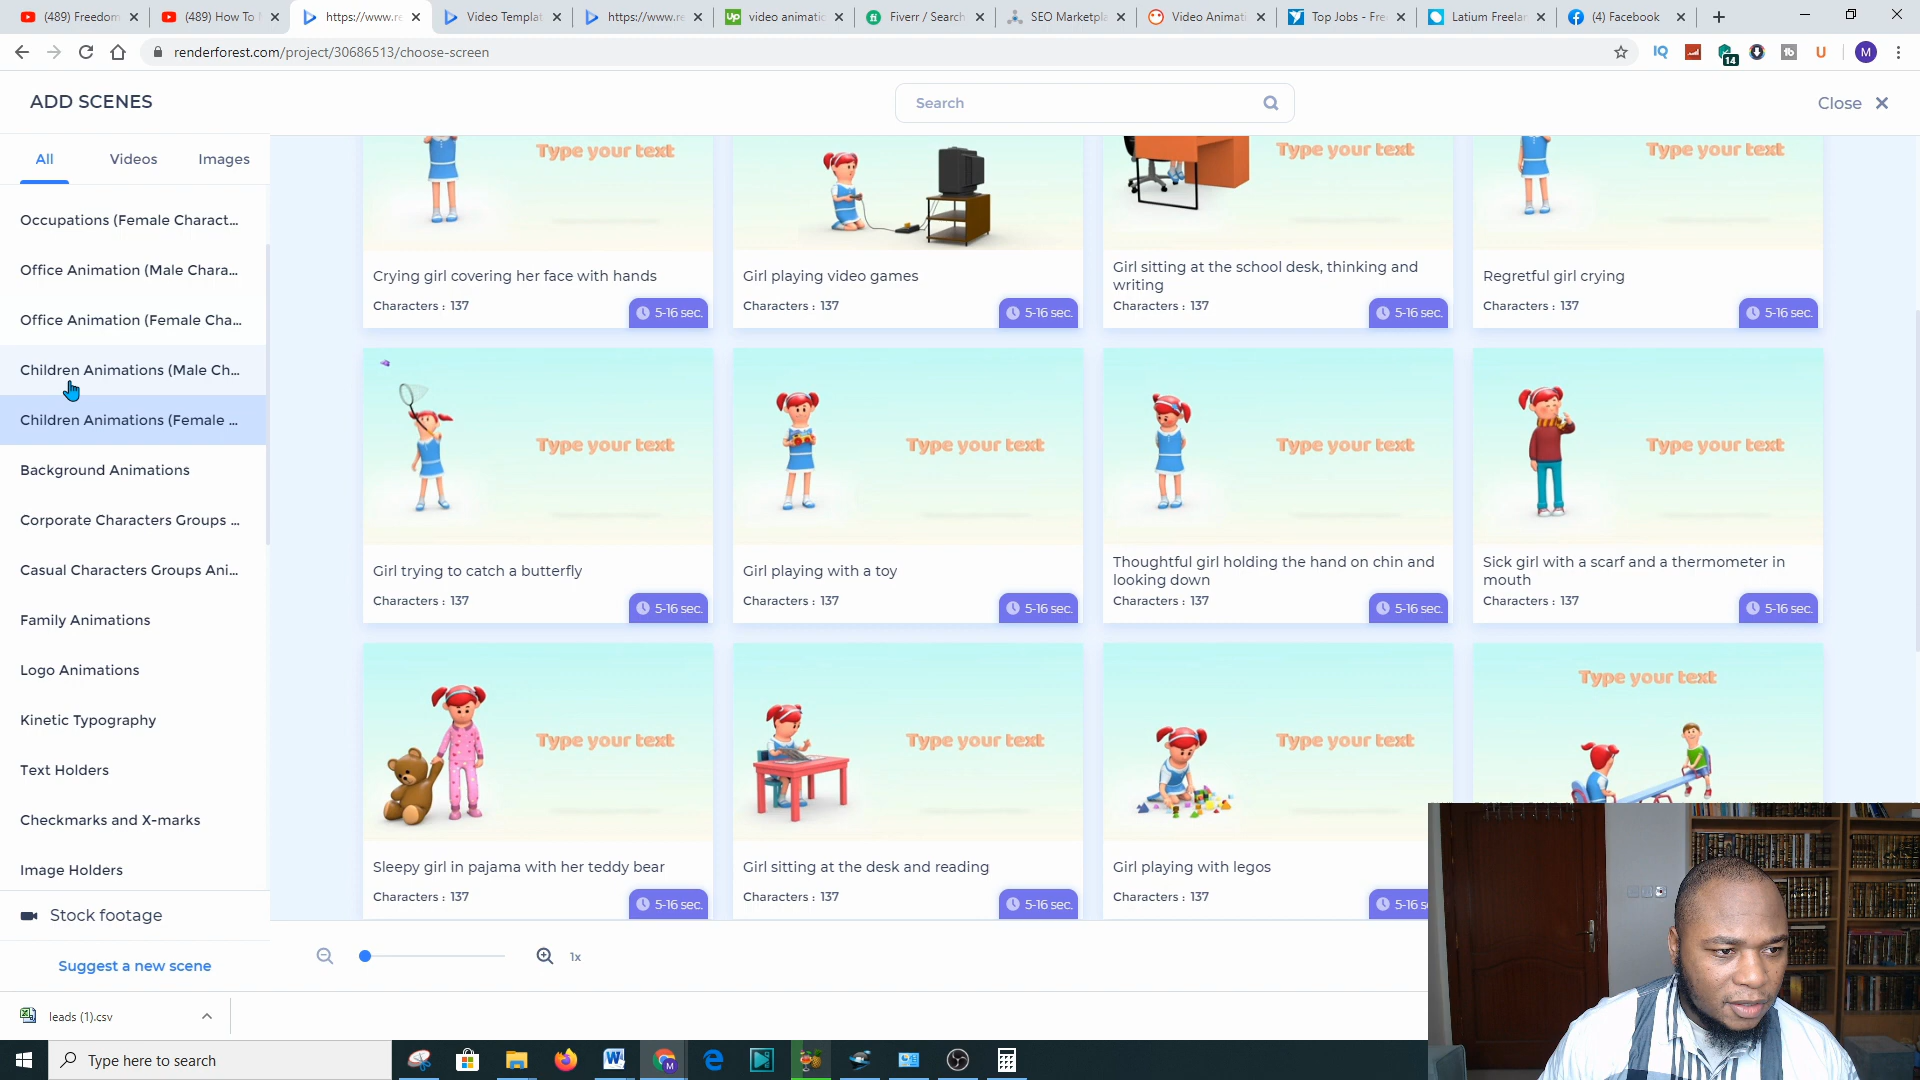 (489) Freedom
(489) How To
https://www.re
Video Templat
https://www.re
video animatic
Fiverr / Search
SEO Marketpla
Video Animati
Top Jobs - Fre
Latium Freelan
(4) Facebook
renderforest.com/project/30686513/choose-screen
IQ
14
tb
U
M
ADD SCENES
Search
Close
All
Videos
Images
Occupations (Female Charact...
Office Animation (Male Chara...
Office Animation (Female Cha...
Children Animations (Male Ch...
Children Animations (Female ...
Background Animations
Corporate Characters Groups ...
Casual Characters Groups Ani...
Family Animations
Logo Animations
Kinetic Typography
Text Holders
Checkmarks and X-marks
Image Holders
Stock footage
Suggest a new scene
Type your text
Crying girl covering her face with hands
Characters : 137
5-16 sec.
Girl playing video games
Characters : 137
5-16 sec.
Type your text
Girl sitting at the school desk, thinking and
writing
Characters : 137
5-16 sec.
Type your text
Regretful girl crying
Characters : 137
5-16 sec.
Type your text
Girl trying to catch a butterfly
Characters : 137
5-16 sec.
Type your text
Girl playing with a toy
Characters : 137
5-16 sec.
Type your text
Thoughtful girl holding the hand on chin and
looking down
Characters : 137
5-16 sec.
Type your text
Sick girl with a scarf and a thermometer in
mouth
Characters : 137
5-16 sec.
Type your text
Sleepy girl in pajama with her teddy bear
Characters : 137
5-16 sec.
Type your text
Girl sitting at the desk and reading
Characters : 137
5-16 sec.
Type your text
Girl playing with legos
Characters : 137
5-16 s
Type your text
1x
leads (1).csv
Type here to search